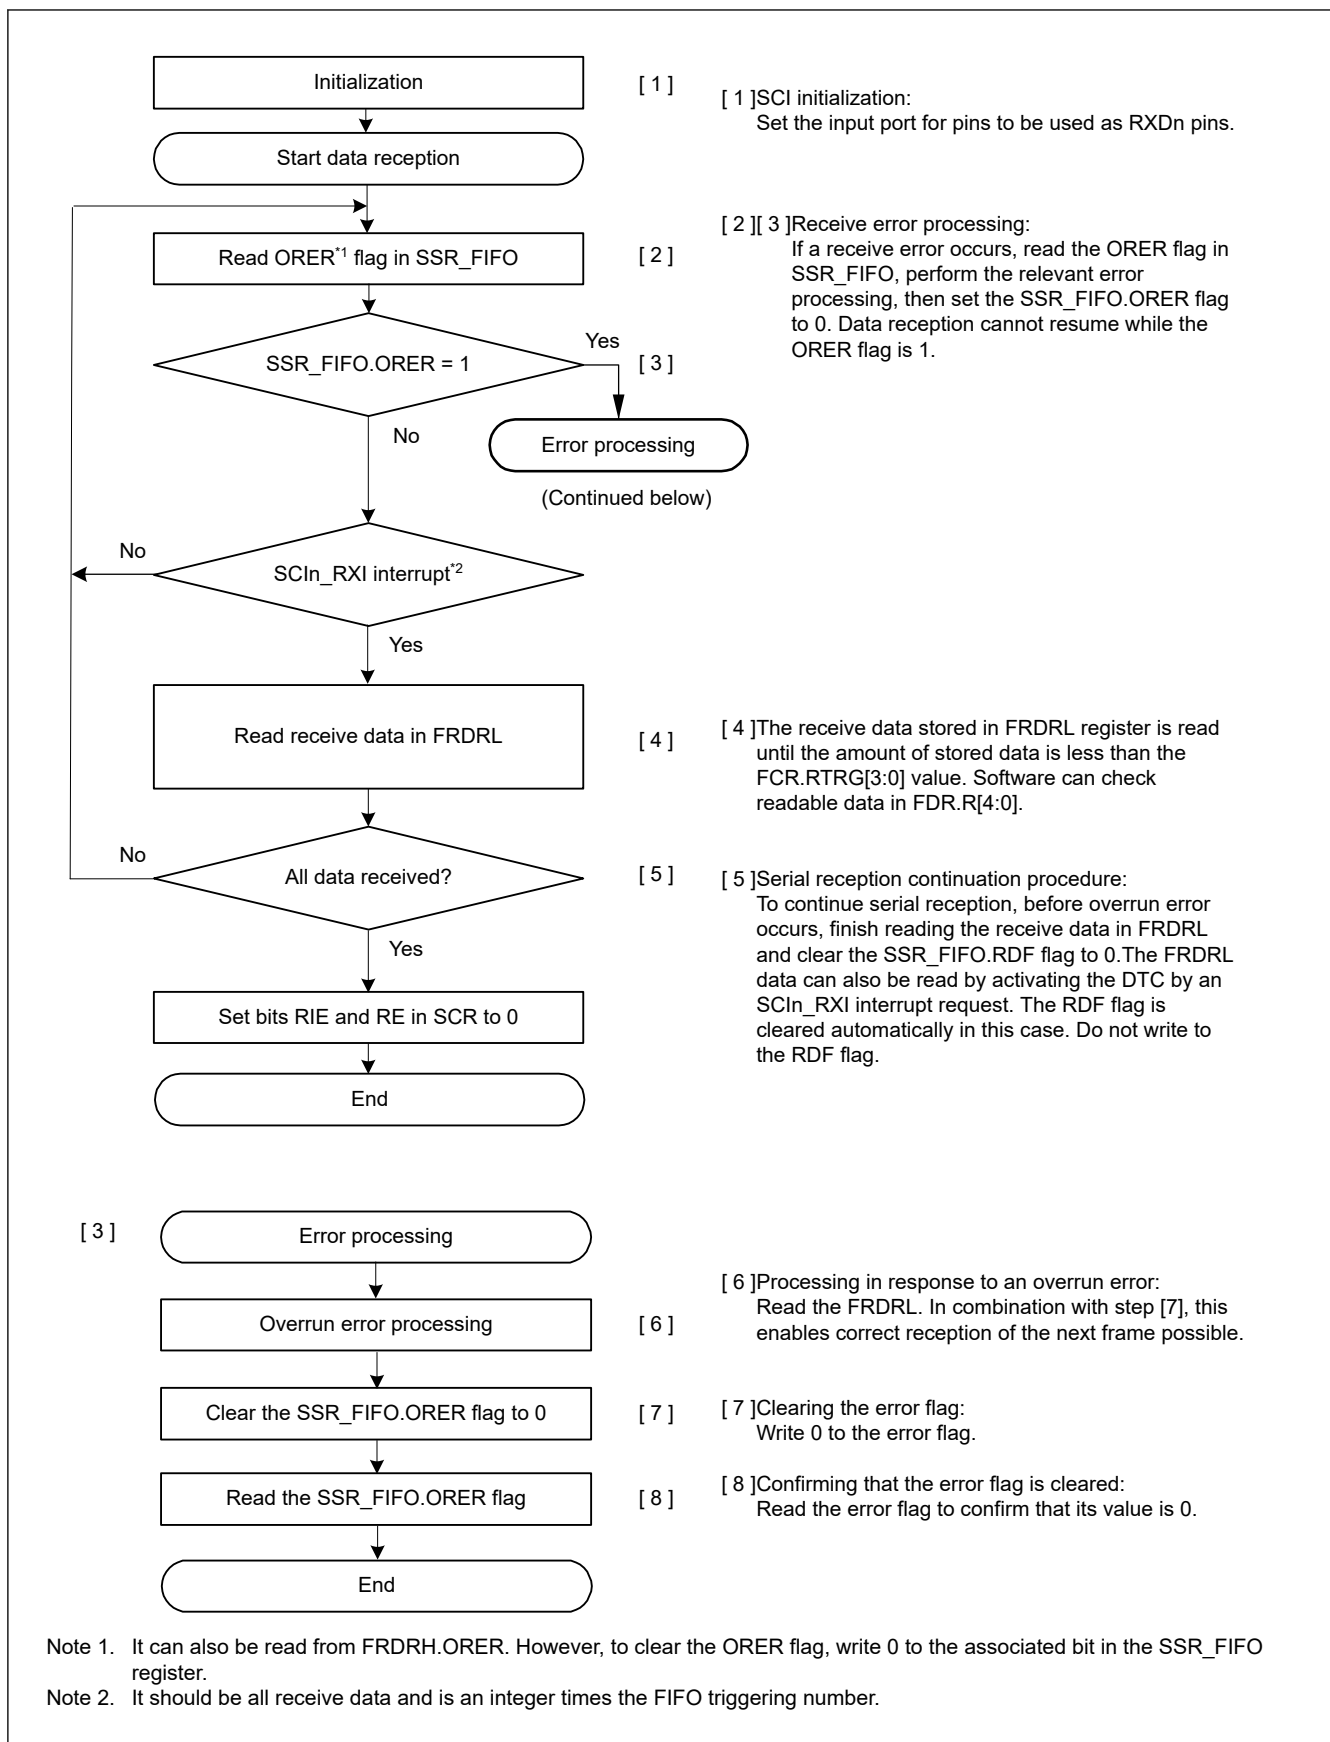 Initialization
[ 1 ]
[ 1 ]SCI initialization:
Set the input port for pins to be used as RXDn pins.
Start data reception
Read ORER*1 flag in SSR_FIFO
[ 2 ]
[ 2 ][ 3 ]Receive error processing:
If a receive error occurs, read the ORER flag in
SSR_FIFO, perform the relevant error
processing, then set the SSR_FIFO.ORER flag
to 0. Data reception cannot resume while the
ORER flag is 1.
SSR_FIFO.ORER = 1
Yes
[ 3 ]
No
Error processing
(Continued below)
No
SCIn_RXI interrupt*2
Yes
Read receive data in FRDRL
[ 4 ]
[ 4 ]The receive data stored in FRDRL register is read
until the amount of stored data is less than the
FCR.RTRG[3:0] value. Software can check
readable data in FDR.R[4:0].
No
All data received?
[ 5 ]
[ 5 ]Serial reception continuation procedure:
To continue serial reception, before overrun error
occurs, finish reading the receive data in FRDRL
and clear the SSR_FIFO.RDF flag to 0.The FRDRL
data can also be read by activating the DTC by an
SCIn_RXI interrupt request. The RDF flag is
cleared automatically in this case. Do not write to
the RDF flag.
Yes
Set bits RIE and RE in SCR to 0
End
[ 3 ]
Error processing
Overrun error processing
[ 6 ]
[ 6 ]Processing in response to an overrun error:
Read the FRDRL. In combination with step [7], this
enables correct reception of the next frame possible.
Clear the SSR_FIFO.ORER flag to 0
[ 7 ]
[ 7 ]Clearing the error flag:
Write 0 to the error flag.
Read the SSR_FIFO.ORER flag
[ 8 ]
[ 8 ]Confirming that the error flag is cleared:
Read the error flag to confirm that its value is 0.
End
Note 1. It can also be read from FRDRH.ORER. However, to clear the ORER flag, write 0 to the associated bit in the SSR_FIFO
register.
Note 2. It should be all receive data and is an integer times the FIFO triggering number.